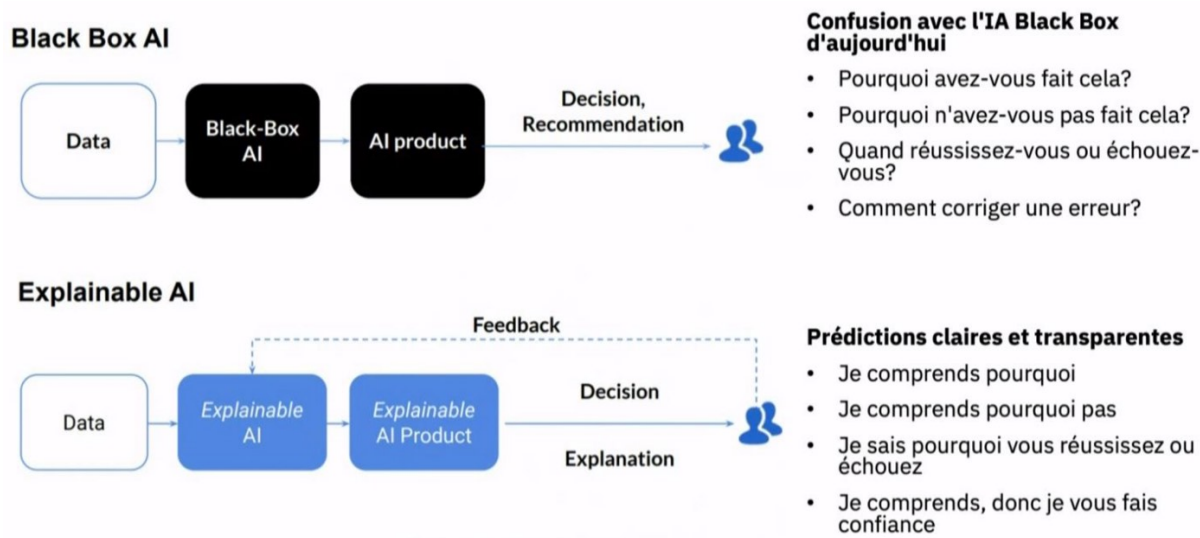 Black Box AI
Data
Black-Box
AI
AI product
Decision,
Recommendation
Confusion avec l'IA Black Box
d'aujourd'hui
• Pourquoi avez-vous fait cela?
• Pourquoi n'avez-vous pas fait cela?
• Quand réussissez-vous ou échouez-
vous?
• Comment corriger une erreur?
Explainable AI
Feedback
Data
Explainable
AI
Explainable
AI Product
Decision
Explanation
Prédictions claires et transparentes
• Je comprends pourquoi
• Je comprends pourquoi pas
• Je sais pourquoi vous réussissez ou
échouez
• Je comprends, donc je vous fais
confiance